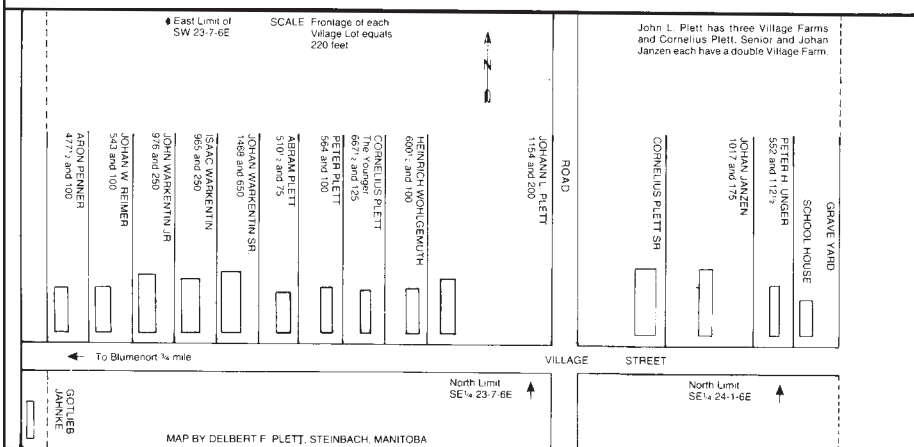 East Limit of
SW 23-7-6E
SCALE Frontage of each
Village Lot equals
220 feet
N
John L. Plett has three Village Farms
and Cornelius Plett, Senior and Johan
Janzen each have a double Village Farm.
ARON PENNER
477½ and 100
JOHAN W. REIMER
543 and 100
JOHN WARKENTIN JR
976 and 250
ISAAC WARKENTIN
965 and 250
JOHAN WARKENTIN SR.
1469 and 650
ABRAM PLETT
510½ and 75
PETER PLETT
564 and 100
CORNELIUS PLETT
The Younger
667½ and 125
HEINRICH WOHLGEMUTH
600½ and 100
JOHANN L. PLETT
1154 and 200
ROAD
CORNELIUS PLETT SR
JOHAN JANZEN
1017 and 175
PETER H. UNGER
552 and 112½
SCHOOL HOUSE
GRAVE YARD
To Blumenort ¾ mile
VILLAGE STREET
GOTLIEB
JAHNKE
North Limit
SE¼ 23-7-6E
North Limit
SE¼ 24-1-6E
MAP BY DELBERT F. PLETT, STEINBACH, MANITOBA